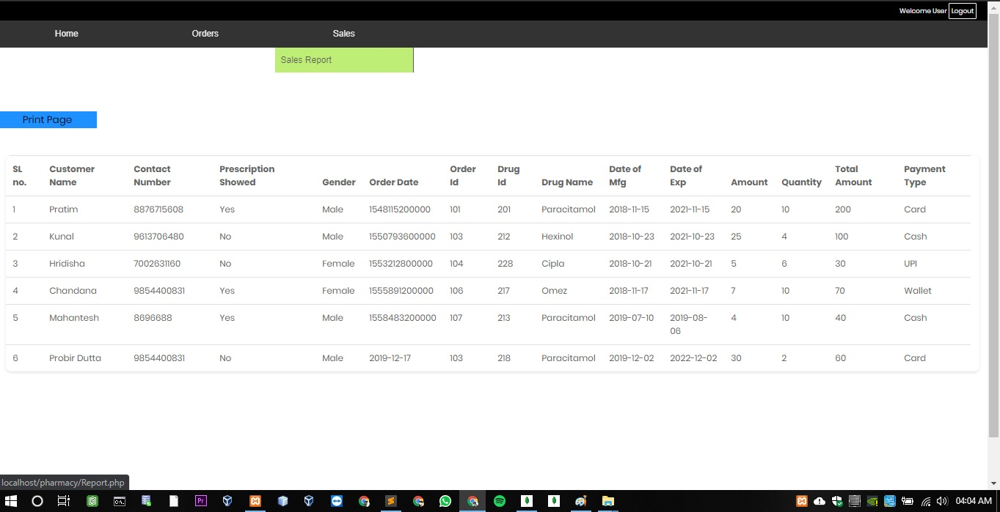 Welcome User Logout
Home Orders Sales
Sales Report
Print Page
SL no. Customer Name Contact Number Prescription Showed Gender Order Date Order Id Drug Id Drug Name Date of Mfg Date of Exp Amount Quantity Total Amount Payment Type
1 Pratim 8876715608 Yes Male 1548115200000 101 201 Paracitamol 2018-11-15 2021-11-15 20 10 200 Card
2 Kunal 9613706480 No Male 1550793600000 103 212 Hexinol 2018-10-23 2021-10-23 25 4 100 Cash
3 Hridisha 7002631160 No Female 1553212800000 104 228 Cipla 2018-10-21 2021-10-21 5 6 30 UPI
4 Chandana 9854400831 Yes Female 1555891200000 106 217 Omez 2018-11-17 2021-11-17 7 10 70 Wallet
5 Mahantesh 8696688 Yes Male 1558483200000 107 213 Paracitamol 2019-07-10 2019-08-06 4 10 40 Cash
6 Probir Dutta 9854400831 No Male 2019-12-17 103 218 Paracitamol 2019-12-02 2022-12-02 30 2 60 Card
localhost/pharmacy/Report.php
Pr
04:04 AM